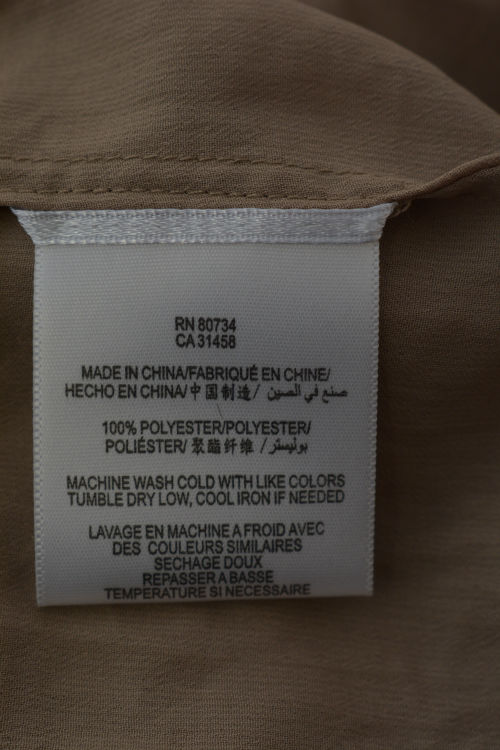 RN 80734
CA 31458
MADE IN CHINA/FABRIQUÉ EN CHINE/
HECHO EN CHINA/中国制造/ صنع في الصين
100% POLYESTER/POLYESTER/
POLIÉSTER/ 聚酯纤维 /بوليستر
MACHINE WASH COLD WITH LIKE COLORS
TUMBLE DRY LOW, COOL IRON IF NEEDED
LAVAGE EN MACHINE A FROID AVEC
DES COULEURS SIMILAIRES
SECHAGE DOUX
REPASSER A BASSE
TEMPERATURE SI NECESSAIRE